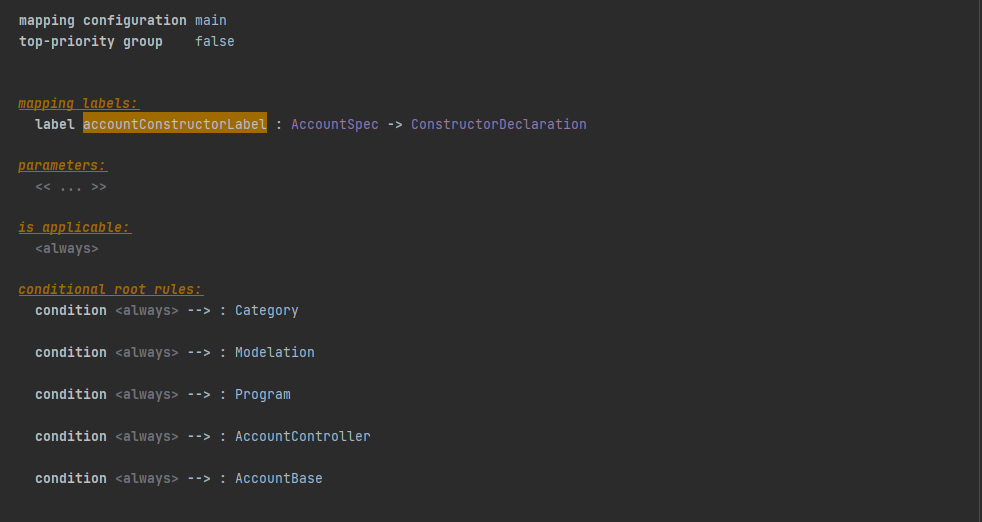 mapping configuration main
top-priority group false
mapping labels:
label accountConstructorLabel : AccountSpec -> ConstructorDeclaration
parameters:
<< ... >>
is applicable:
<always>
conditional root rules:
condition <always> --> : Category
condition <always> --> : Modelation
condition <always> --> : Program
condition <always> --> : AccountController
condition <always> --> : AccountBase